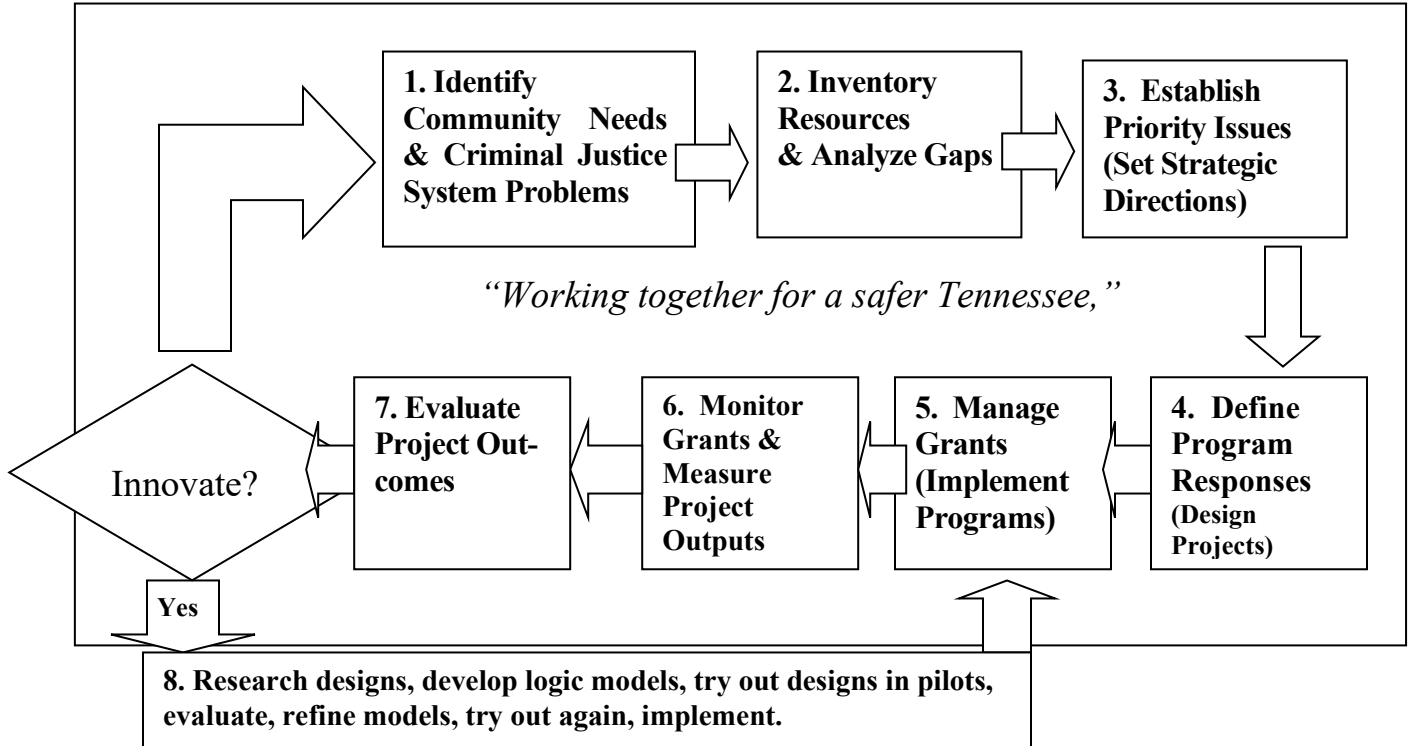 1. Identify
Community Needs
& Criminal Justice
System Problems
2. Inventory
Resources
& Analyze Gaps
3. Establish
Priority Issues
(Set Strategic
Directions)
“Working together for a safer Tennessee,”
4. Define
Program
Responses
(Design
Projects)
5. Manage
Grants
(Implement
Programs)
6. Monitor
Grants &
Measure
Project
Outputs
7. Evaluate
Project Out-
comes
Innovate?
Yes
8. Research designs, develop logic models, try out designs in pilots,
evaluate, refine models, try out again, implement.